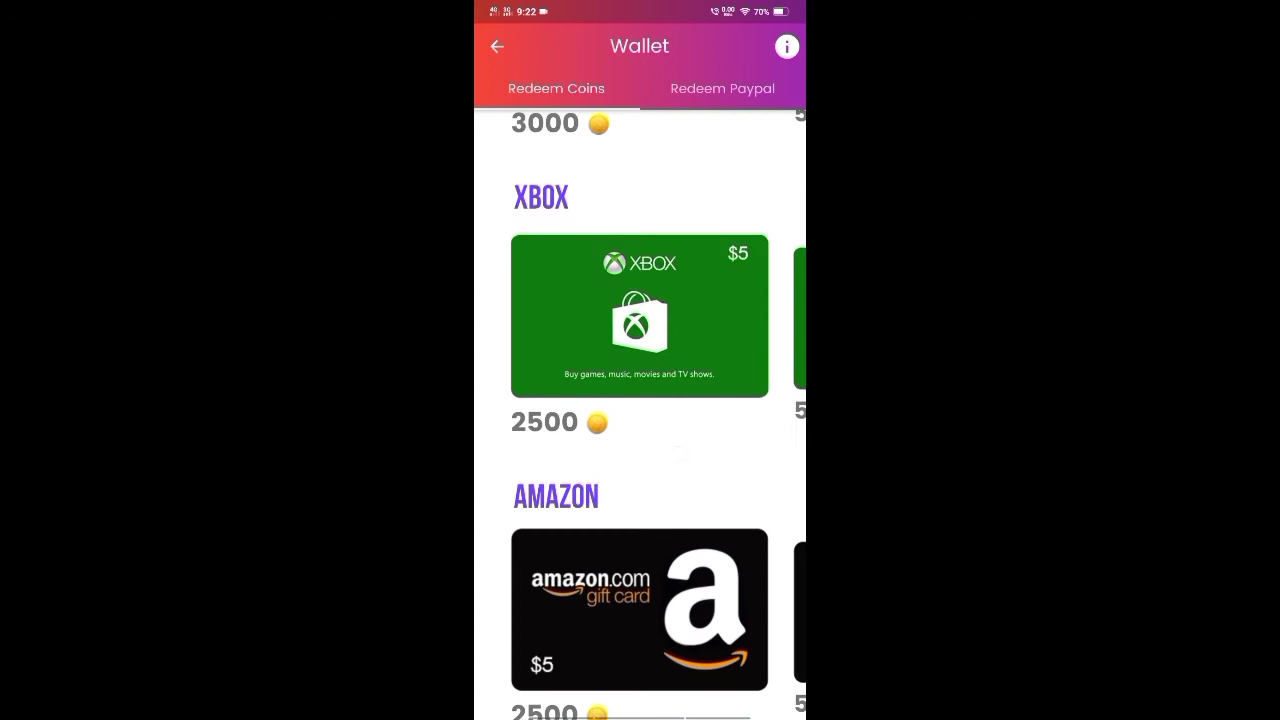 9:22
70%
Wallet
Redeem Coins
Redeem Paypal
3000
XBOX
XBOX
$5
Buy games, music, movies and TV shows.
2500
5
AMAZON
amazon.com
gift card
a
$5
2500